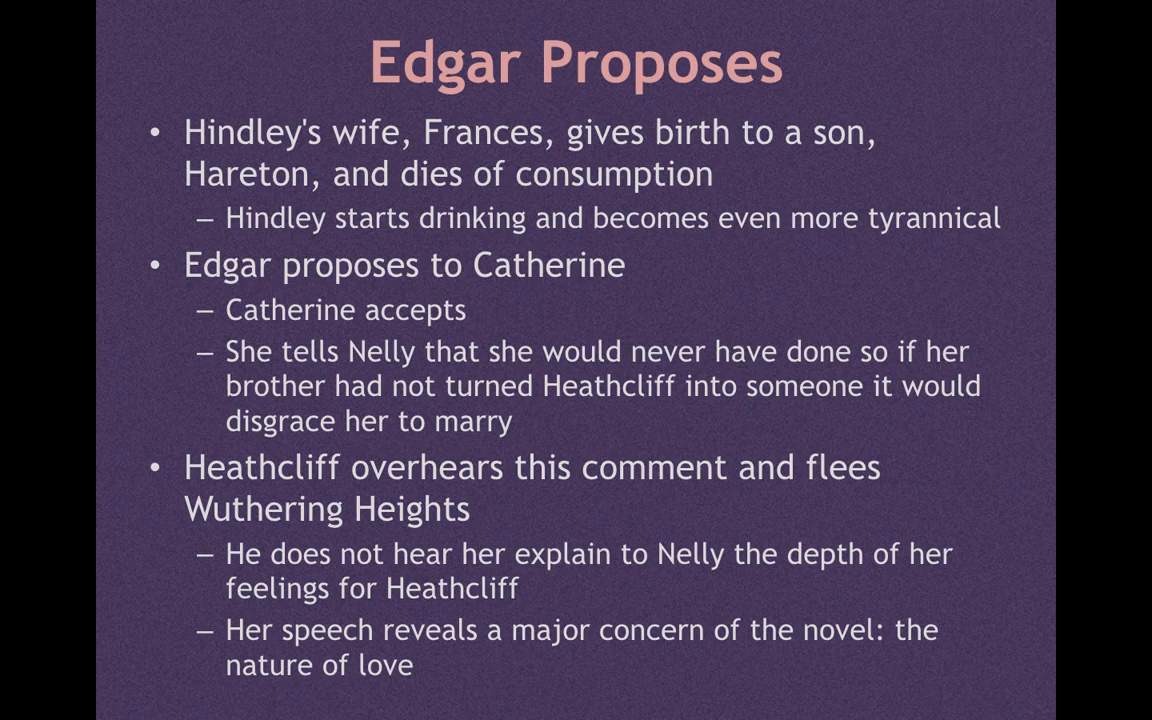 Edgar Proposes
• Hindley's wife, Frances, gives birth to a son,
Hareton, and dies of consumption
– Hindley starts drinking and becomes even more tyrannical
• Edgar proposes to Catherine
– Catherine accepts
– She tells Nelly that she would never have done so if her
brother had not turned Heathcliff into someone it would
disgrace her to marry
• Heathcliff overhears this comment and flees
Wuthering Heights
– He does not hear her explain to Nelly the depth of her
feelings for Heathcliff
– Her speech reveals a major concern of the novel: the
nature of love